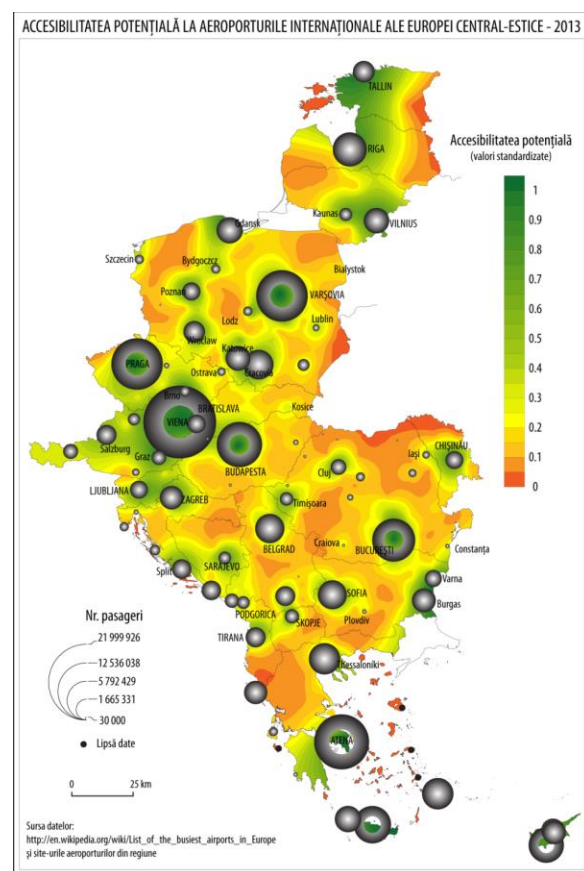 ACCESIBILITATEA POTENȚIALĂ LA AEROPORTURILE INTERNAȚIONALE ALE EUROPEI CENTRAL-ESTICE - 2013
TALLIN
RIGA
Accesibilitatea potențială
(valori standardizate)
1
0.9
0.8
0.7
0.6
0.5
0.4
0.3
0.2
0.1
0
Kaunas
VILNIUS
Gdansk
Szczecin
Bydgoczcz
Bialystok
Poznan
VARȘOVIA
Lodz
Lublin
Wroclaw
Katowice
PRAGA
Ostrava
Cracovia
Brno
BRATISLAVA
Kosice
VIENA
Salzburg
Graz
BUDAPESTA
Cluj
Iași
CHIȘINĂU
LJUBLJANA
ZAGREB
Timișoara
BELGRAD
Craiova
BUCUREȘTI
Constanța
SARAJEVO
Split
Varna
SOFIA
Burgas
PODGORICA
SKOPJE
Plovdiv
TIRANA
Thessaloniki
ATENA
Nr. pasageri
21 999 926
12 536 038
5 792 429
1 665 331
30 000
Lipsă date
0
25 km
Sursa datelor:
http://en.wikipedia.org/wiki/List_of_the_busiest_airports_in_Europe
și site-urile aeroporturilor din regiune